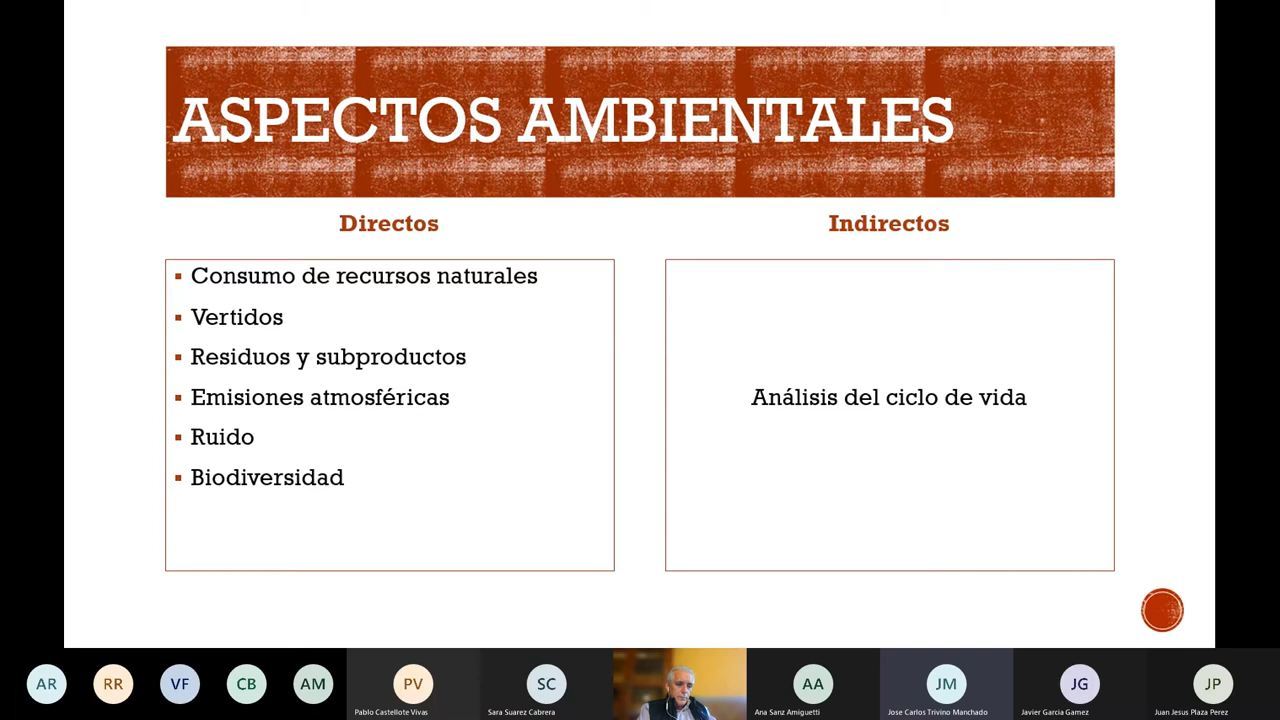 ASPECTOS AMBIENTALES
Directos
Indirectos
Consumo de recursos naturales
Vertidos
Residuos y subproductos
Emisiones atmosféricas
Ruido
Biodiversidad
Análisis del ciclo de vida
AR
RR
VF
CB
AM
PV
SC
AA
JM
JG
JP
Pablo Castellote Vivas
Sara Suarez Cabrera
Ana Sanz Amiguetti
Jose Carlos Trivino Manchado
Javier Garcia Gamez
Juan Jesus Plaza Perez